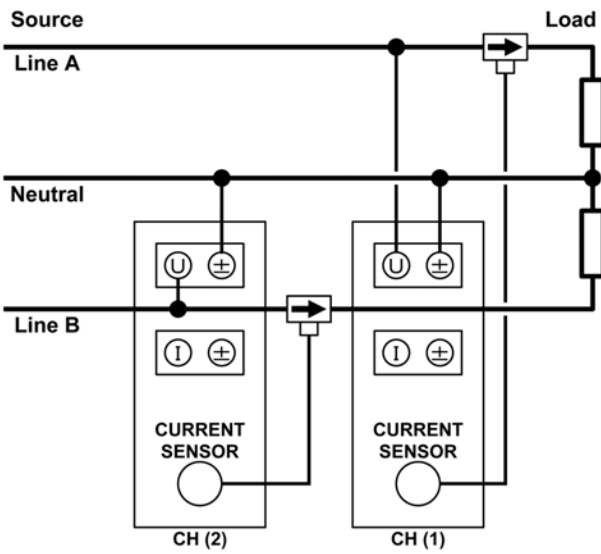 Source
Load
Line A
Neutral
U ±
U ±
Line B
I ±
I ±
CURRENT
SENSOR
CURRENT
SENSOR
CH (2)
CH (1)